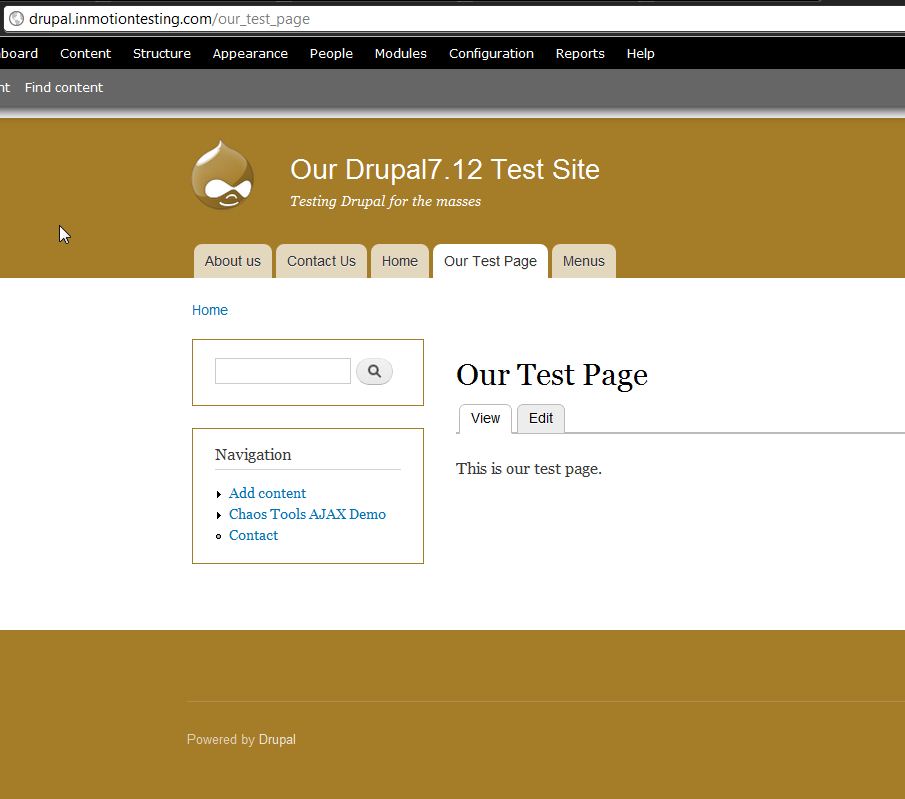 drupal.inmotiontesting.com/our_test_page
board Content Structure Appearance People Modules Configuration Reports Help
nt Find content
Our Drupal7.12 Test Site
Testing Drupal for the masses
About us Contact Us Home Our Test Page Menus
Home
Our Test Page
View Edit
This is our test page.
Navigation
Add content
Chaos Tools AJAX Demo
Contact
Powered by Drupal